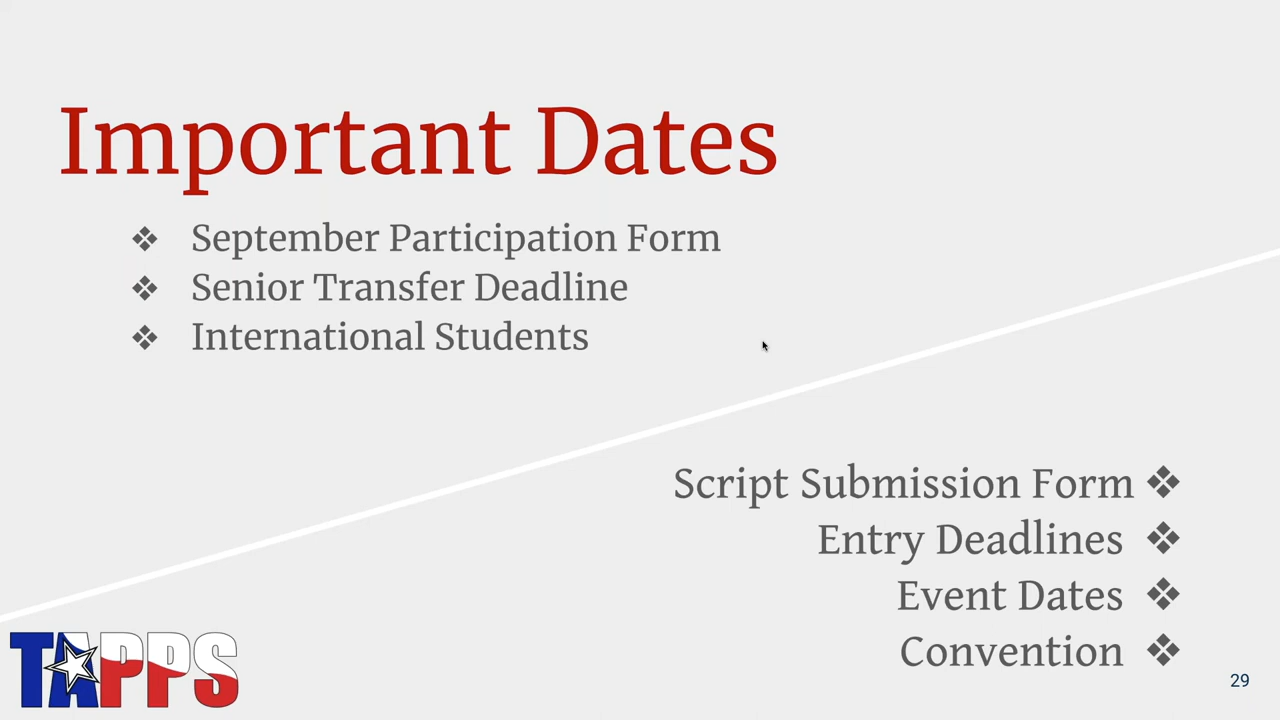 Important Dates
❖ September Participation Form
❖ Senior Transfer Deadline
❖ International Students
Script Submission Form ❖
Entry Deadlines ❖
Event Dates ❖
Convention ❖
TAPPS
29